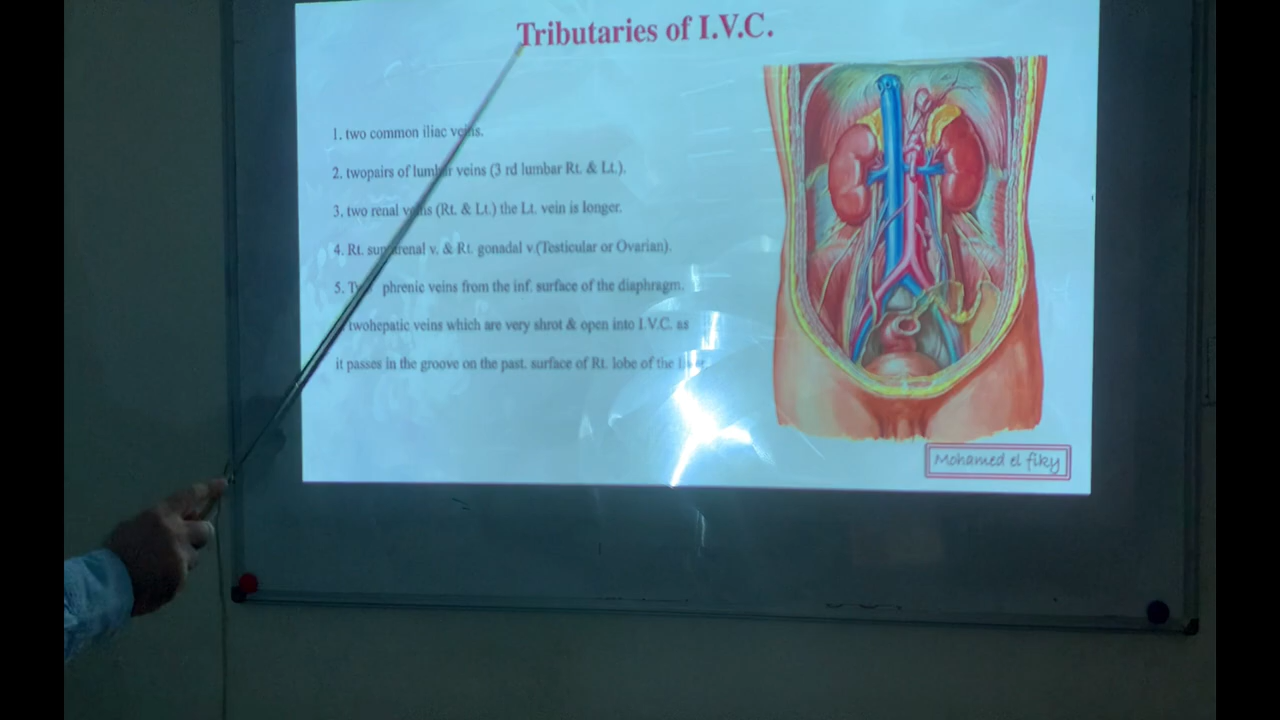 Tributaries of I.V.C.
1. two common iliac veins.
2. twopairs of lumbar veins (3 rd lumbar Rt. & Lt.).
3. two renal veins (Rt. & Lt.) the Lt. vein is longer.
4. Rt. suprarenal v. & Rt. gonadal v.(Testicular or Ovarian).
5. phrenic veins from the inf. surface of the diaphragm.
twohepatic veins which are very shrot & open into I.V.C. as
it passes in the groove on the past. surface of Rt. lobe of the
Mohamed el fiky